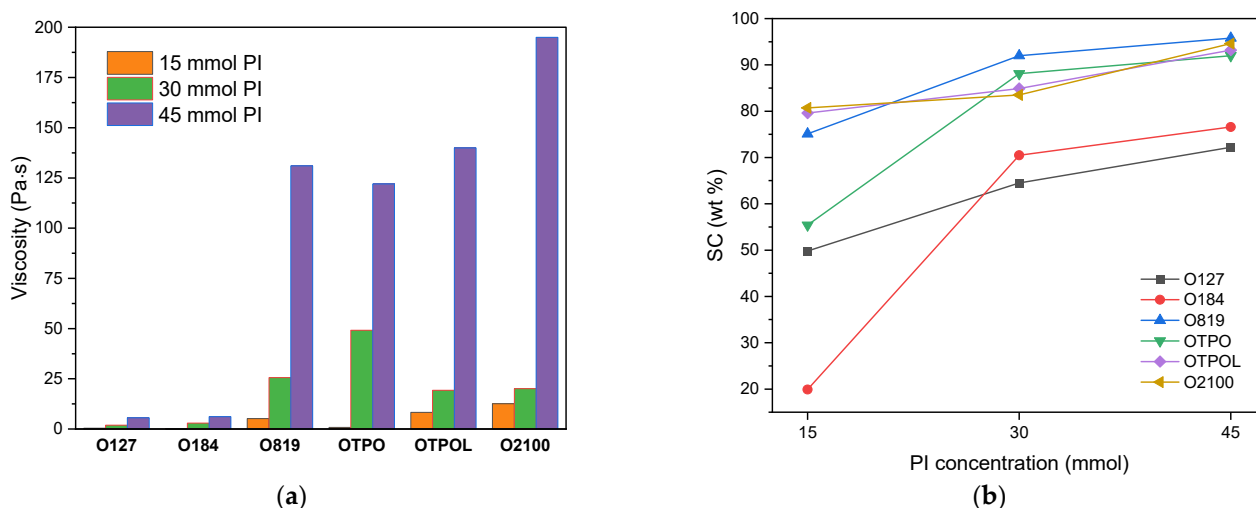 200
175
150
125
100
75
50
25
0
Viscosity (Pa·s)
15 mmol PI
30 mmol PI
45 mmol PI
O127 O184 O819 OTPO OTPOL O2100
(a)
100
90
80
70
60
50
40
30
20
SC (wt %)
O127
O184
O819
OTPO
OTPOL
O2100
15 30 45
PI concentration (mmol)
(b)